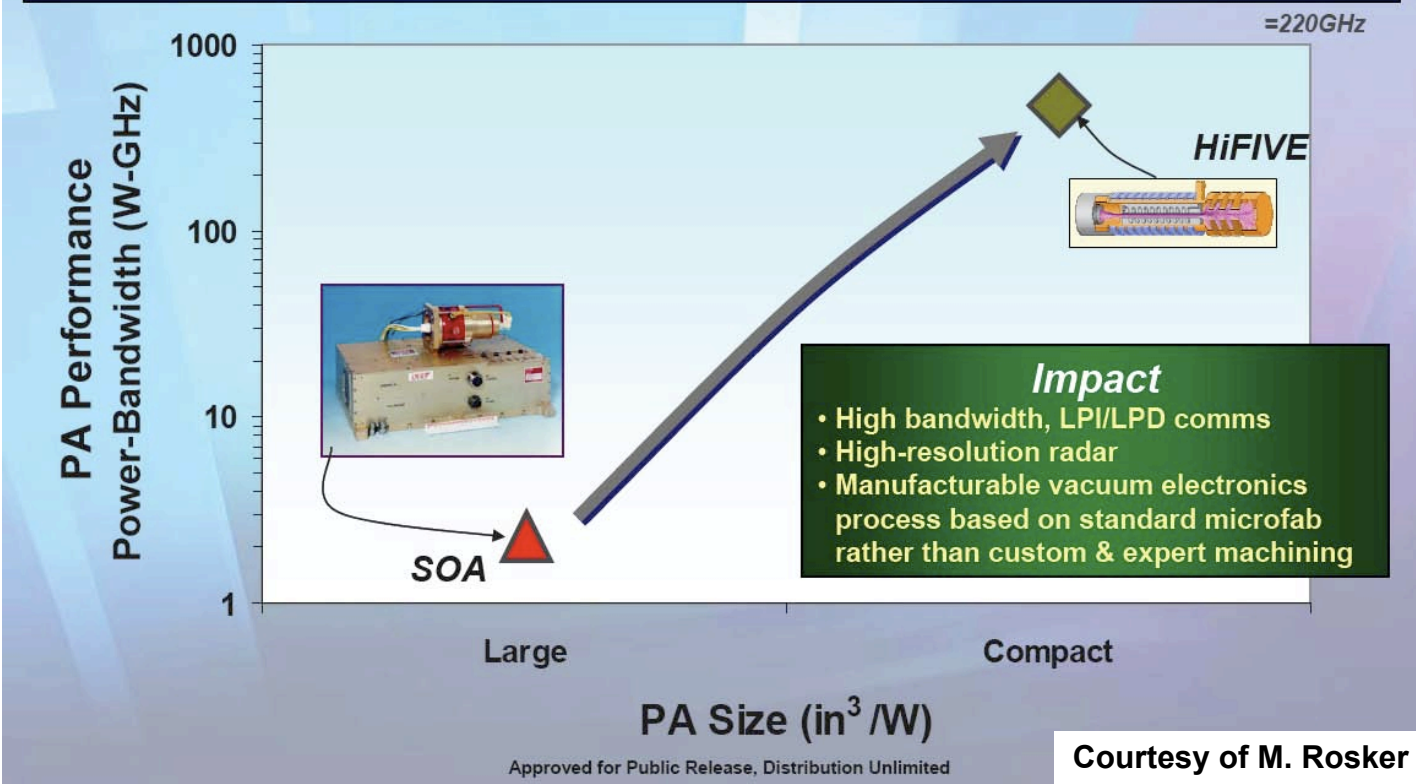 =220GHz
1000
100
10
1
PA Performance
Power-Bandwidth (W-GHz)
HiFIVE
SOA
Impact
• High bandwidth, LPI/LPD comms
• High-resolution radar
• Manufacturable vacuum electronics
process based on standard microfab
rather than custom & expert machining
Large
Compact
PA Size (in³ /W)
Approved for Public Release, Distribution Unlimited
Courtesy of M. Rosker